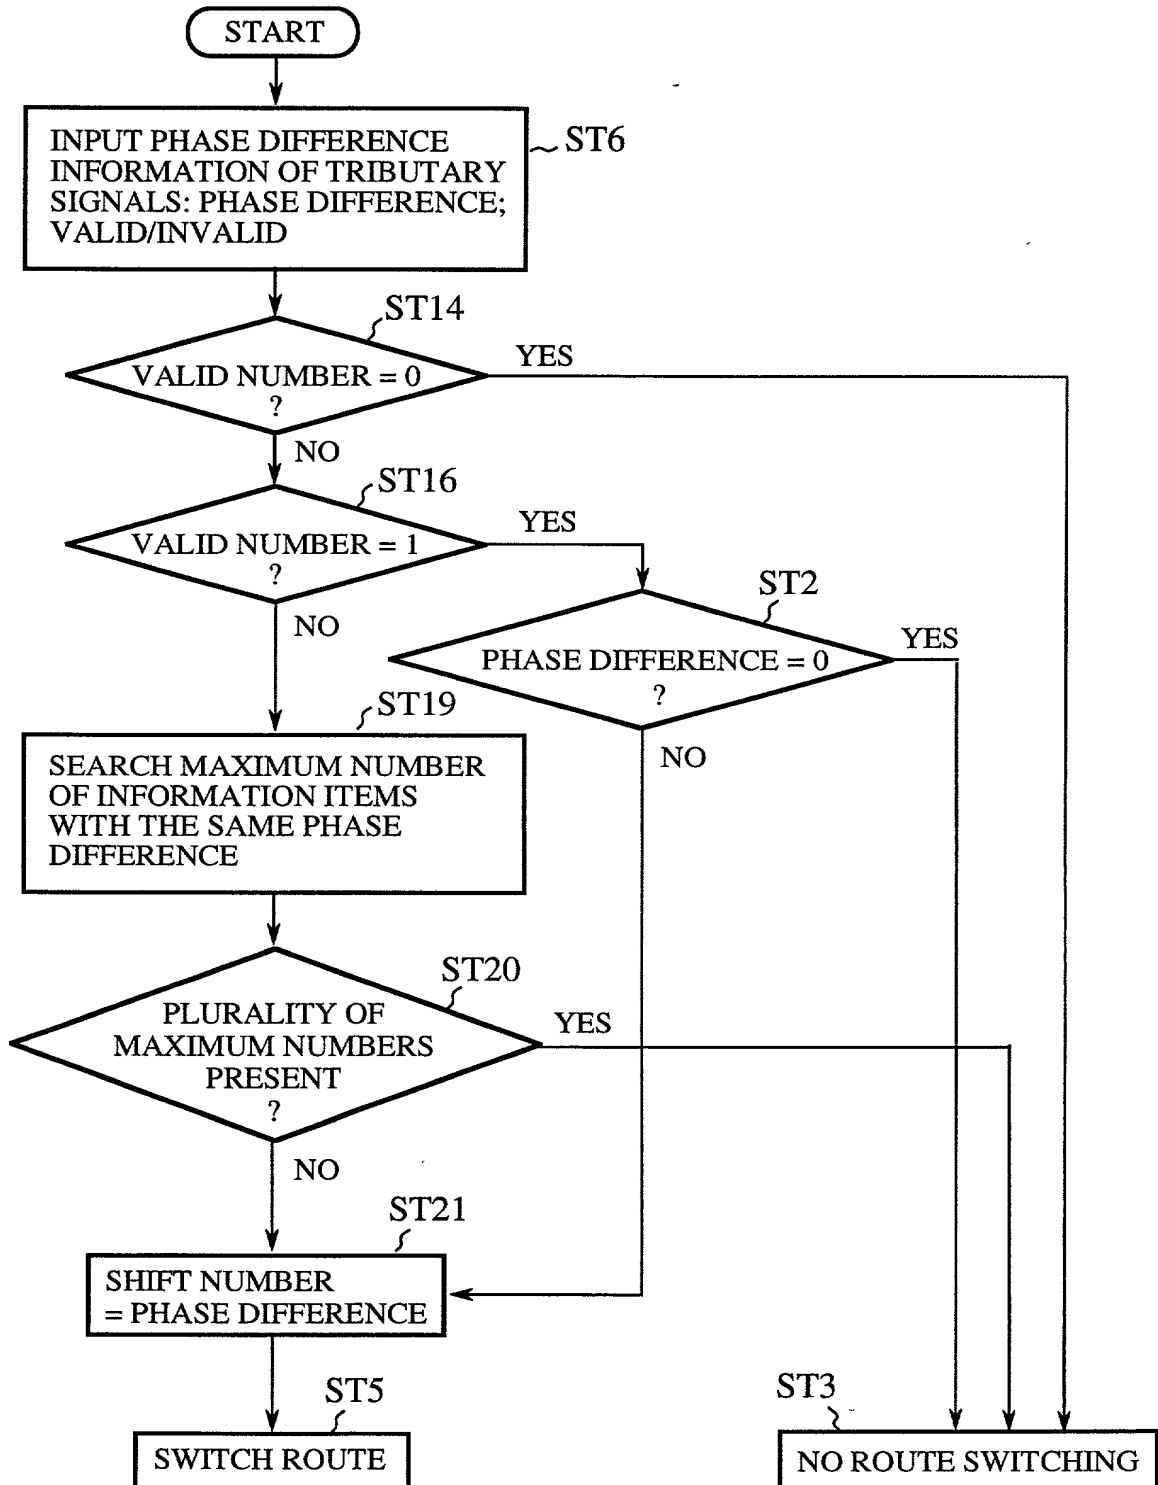 START
INPUT PHASE DIFFERENCE
INFORMATION OF TRIBUTARY
SIGNALS: PHASE DIFFERENCE;
VALID/INVALID
ST6
ST14
VALID NUMBER = 0
?
YES
NO
ST16
VALID NUMBER = 1
?
YES
NO
ST2
PHASE DIFFERENCE = 0
?
YES
NO
ST19
SEARCH MAXIMUM NUMBER
OF INFORMATION ITEMS
WITH THE SAME PHASE
DIFFERENCE
ST20
PLURALITY OF
MAXIMUM NUMBERS
PRESENT
?
YES
NO
ST21
SHIFT NUMBER
= PHASE DIFFERENCE
ST5
SWITCH ROUTE
ST3
NO ROUTE SWITCHING